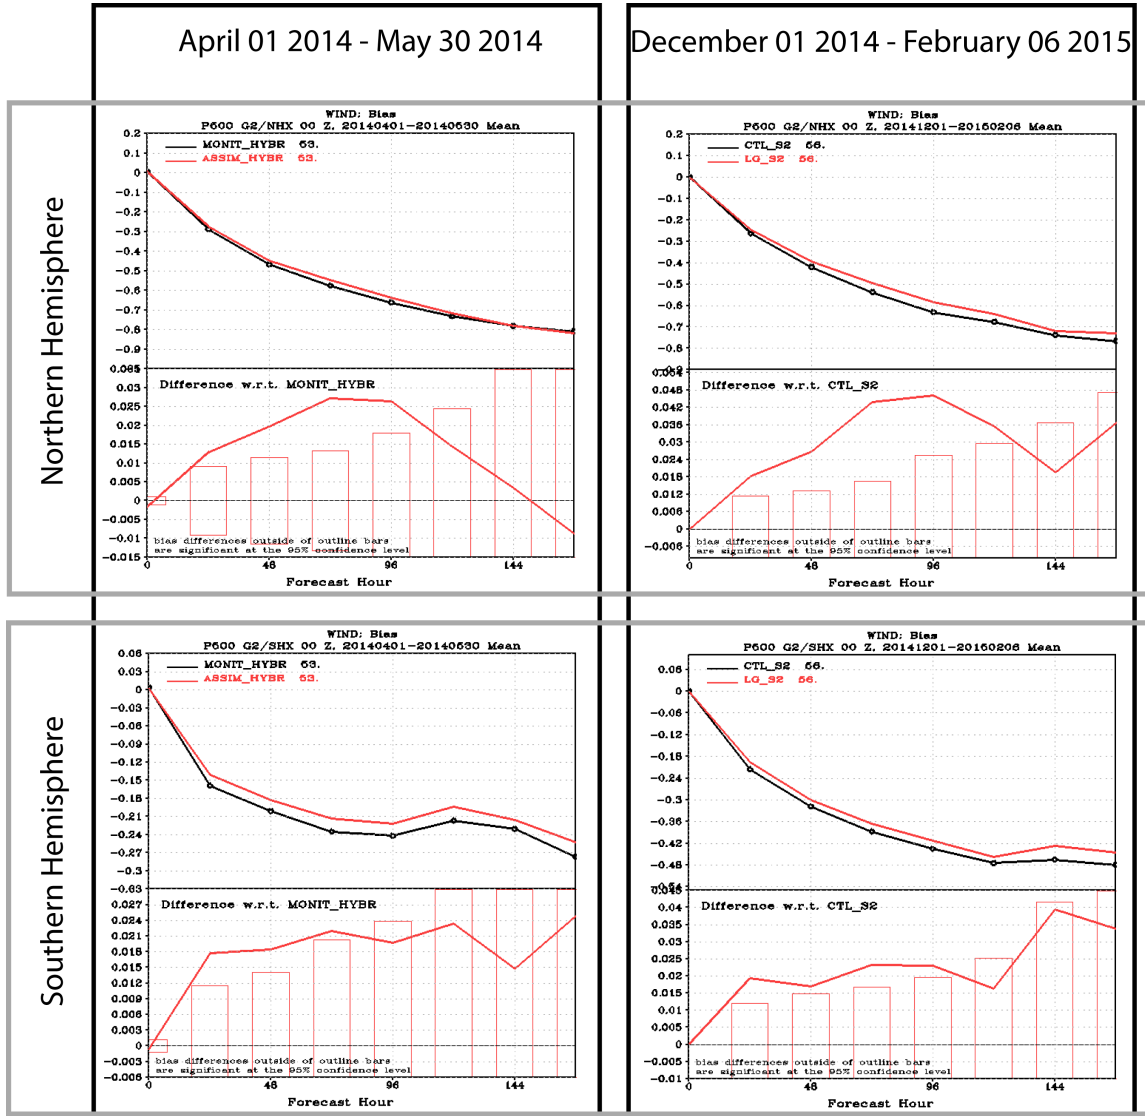 April 01 2014 - May 30 2014
December 01 2014 - February 06 2015
Northern Hemisphere
WIND: Bias
P500 G2/NHX 00 Z, 20140401-20140530 Mean
MONIT_HYBR 53.
ASSIM_HYBR 53.
0.2
0.1
0
-0.1
-0.2
-0.3
-0.4
-0.5
-0.6
-0.7
-0.8
-0.9
Difference w.r.t. MONIT_HYBR
0.035
0.03
0.025
0.02
0.015
0.01
0.005
0
-0.005
-0.01
-0.015
bias differences outside of outline bars
are significant at the 95% confidence level
0 48 96 144
Forecast Hour
WIND: Bias
P500 G2/NHX 00 Z, 20141201-20150206 Mean
CTL_S2 56.
LG_S2 56.
0.2
0.1
0
-0.1
-0.2
-0.3
-0.4
-0.5
-0.6
-0.7
-0.8
Difference w.r.t. CTL_S2
0.048
0.042
0.036
0.03
0.024
0.018
0.012
0.006
0
-0.006
bias differences outside of outline bars
are significant at the 95% confidence level
0 48 96 144
Forecast Hour
Southern Hemisphere
WIND: Bias
P500 G2/SHX 00 Z, 20140401-20140530 Mean
MONIT_HYBR 53.
ASSIM_HYBR 53.
0.06
0.03
0
-0.03
-0.06
-0.09
-0.12
-0.15
-0.18
-0.21
-0.24
-0.27
-0.3
Difference w.r.t. MONIT_HYBR
0.027
0.024
0.021
0.018
0.015
0.012
0.009
0.006
0.003
0
-0.003
-0.006
bias differences outside of outline bars
are significant at the 95% confidence level
0 48 96 144
Forecast Hour
WIND: Bias
P500 G2/SHX 00 Z, 20141201-20150206 Mean
CTL_S2 56.
LG_S2 56.
0.06
0
-0.06
-0.12
-0.18
-0.24
-0.3
-0.36
-0.42
-0.48
Difference w.r.t. CTL_S2
0.04
0.035
0.03
0.025
0.02
0.015
0.01
0.005
0
-0.005
-0.01
bias differences outside of outline bars
are significant at the 95% confidence level
0 48 96 144
Forecast Hour